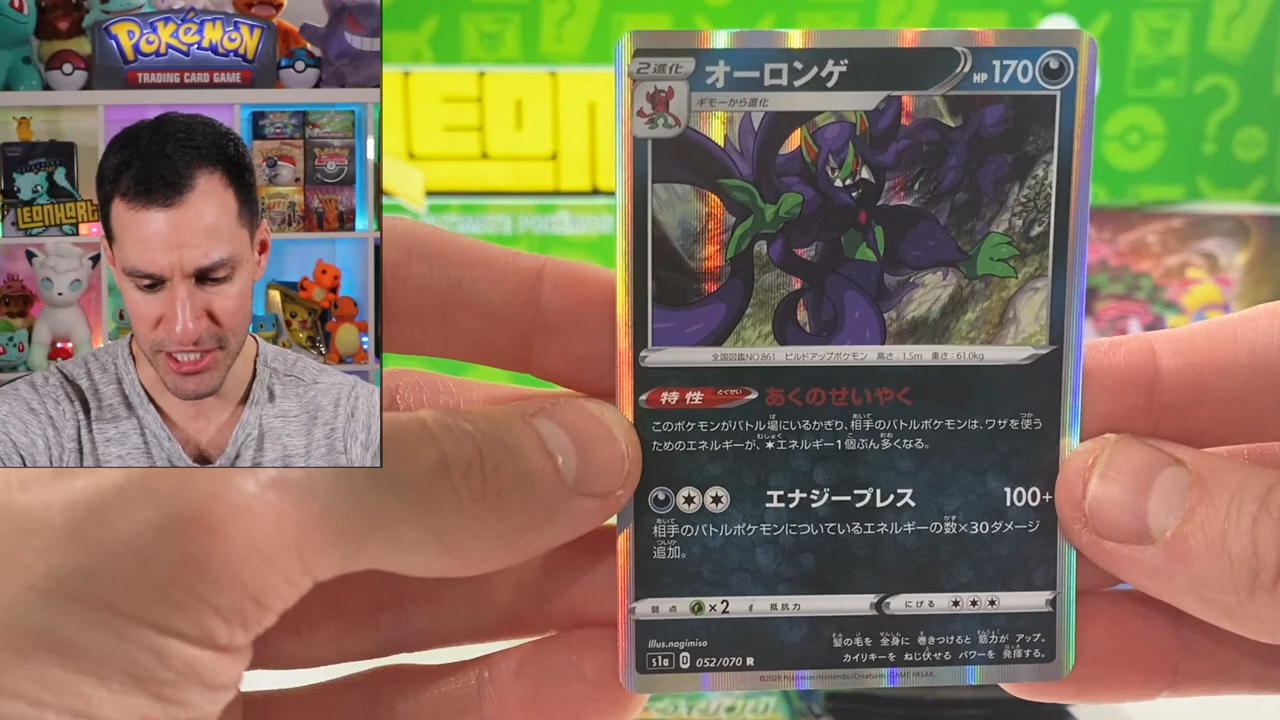 POKéMON
TRADING CARD GAME
LEONHART
LEON
2進化
オーロンゲ
HP 170
ギモーから進化
全国図鑑NO.861 ビルドアップポケモン 高さ:1.5m 重さ:61.0kg
特性 とくせい
あくのせいやく
このポケモンがバトル場にいるかぎり、相手のバトルポケモンは、ワザを使う
ためのエネルギーが、エネルギー1個ぶん多くなる。
エナジープレス 100+
相手のバトルポケモンについているエネルギーの数×30ダメージ
追加。
弱点 ×2 抵抗力 にげる
Illus.nagimiso
s1a D 052/070 R
髪の毛を 全身に 巻きつけると 筋力が アップ。
カイリキーを ねじ伏せる パワーを 発揮する。
©2020 Pokémon/Nintendo/Creatures/GAME FREAK.